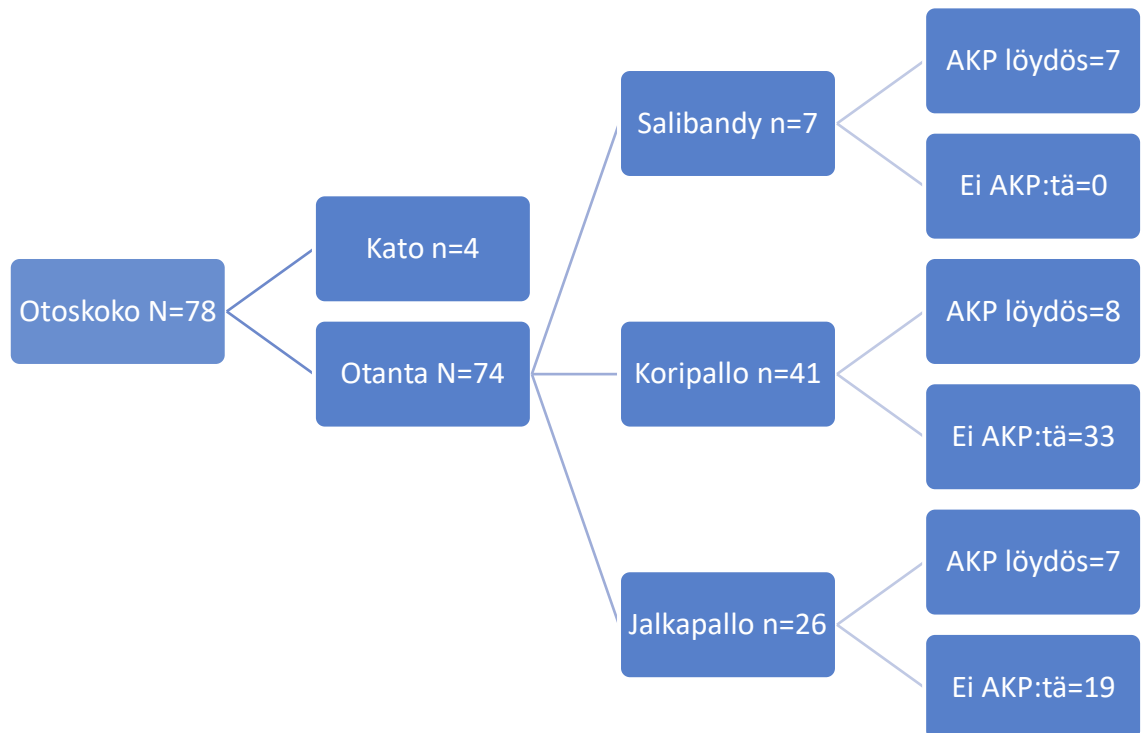 Otoskoko N=78
Kato n=4
Otanta N=74
Salibandy n=7
AKP löydös=7
Ei AKP:tä=0
Koripallo n=41
AKP löydös=8
Ei AKP:tä=33
Jalkapallo n=26
AKP löydös=7
Ei AKP:tä=19